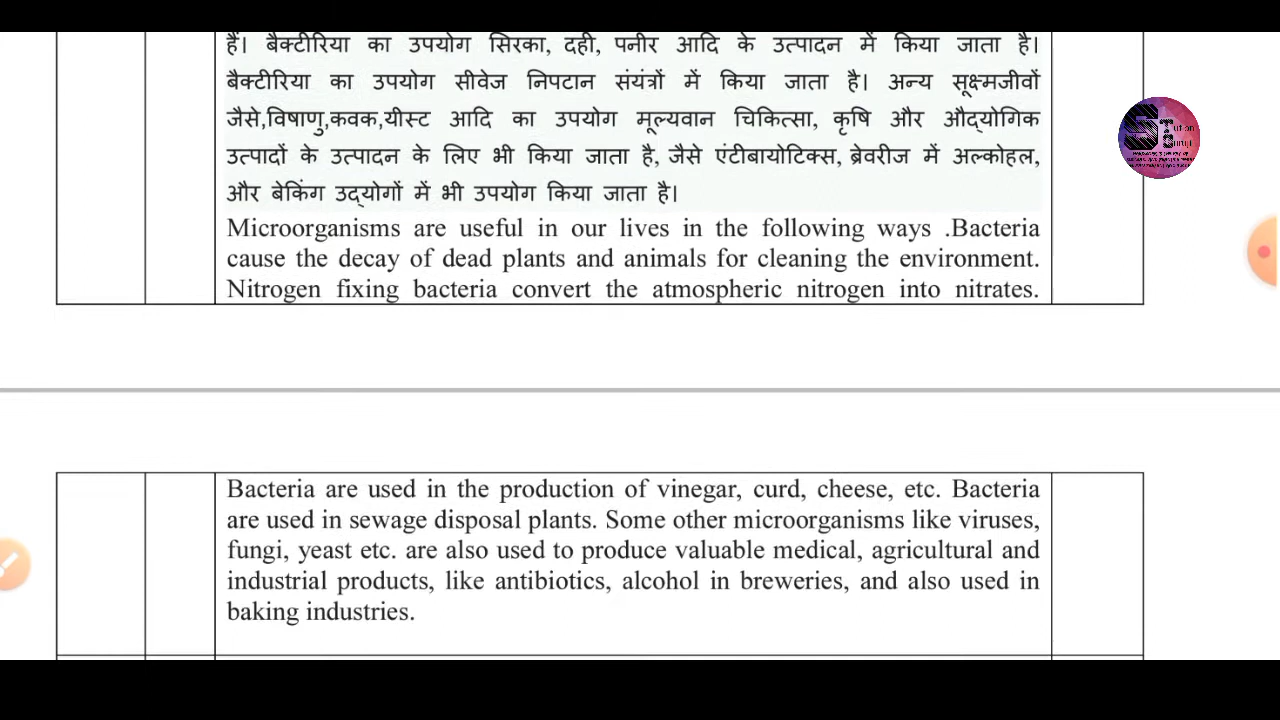 हैं। बैक्टीरिया का उपयोग सिरका, दही, पनीर आदि के उत्पादन में किया जाता है।
बैक्टीरिया का उपयोग सीवेज निपटान संयंत्रों में किया जाता है। अन्य सूक्ष्मजीवों
जैसे,विषाणु,कवक,यीस्ट आदि का उपयोग मूल्यवान चिकित्सा, कृषि और औद्योगिक
उत्पादों के उत्पादन के लिए भी किया जाता है, जैसे एंटीबायोटिक्स, ब्रेवरीज में अल्कोहल,
और बेकिंग उद्योगों में भी उपयोग किया जाता है।
Microorganisms are useful in our lives in the following ways .Bacteria
cause the decay of dead plants and animals for cleaning the environment.
Nitrogen fixing bacteria convert the atmospheric nitrogen into nitrates.
Bacteria are used in the production of vinegar, curd, cheese, etc. Bacteria
are used in sewage disposal plants. Some other microorganisms like viruses,
fungi, yeast etc. are also used to produce valuable medical, agricultural and
industrial products, like antibiotics, alcohol in breweries, and also used in
baking industries.